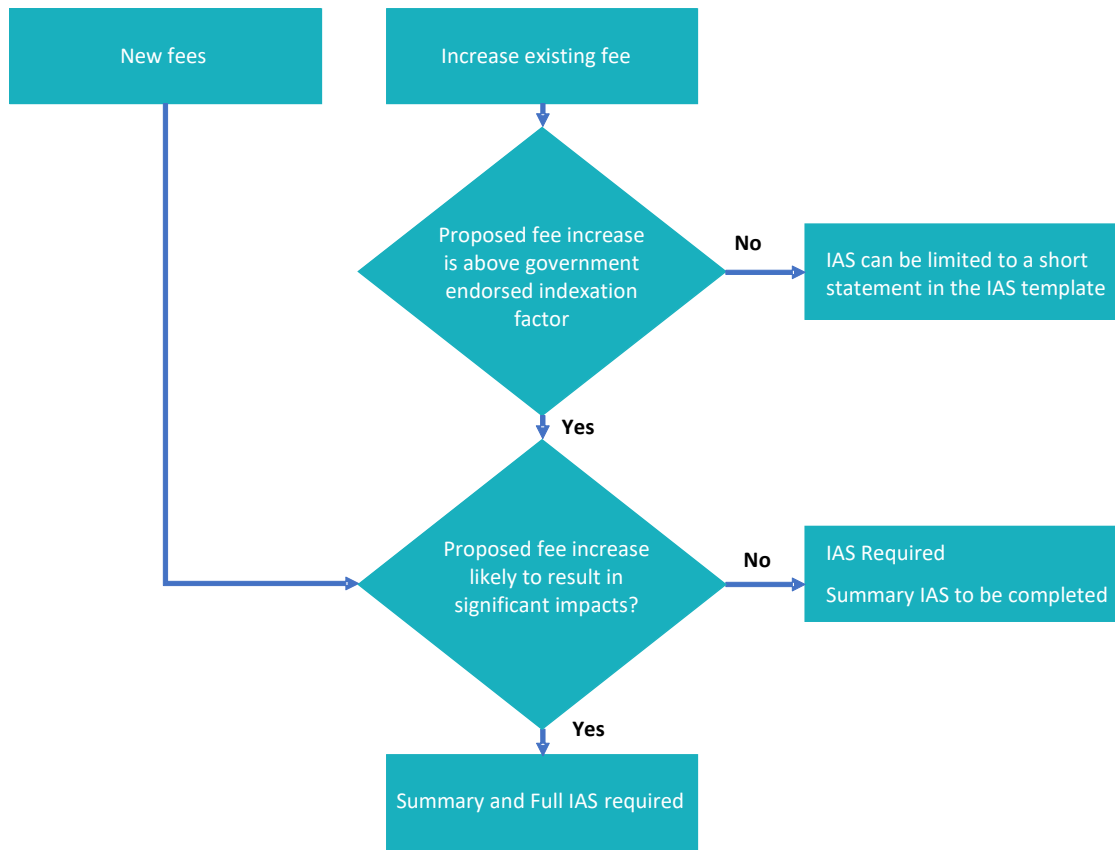 New fees
Increase existing fee
Proposed fee increase
is above government
endorsed indexation
factor
No
IAS can be limited to a short
statement in the IAS template
Yes
Proposed fee increase
likely to result in
significant impacts?
No
IAS Required
Summary IAS to be completed
Yes
Summary and Full IAS required